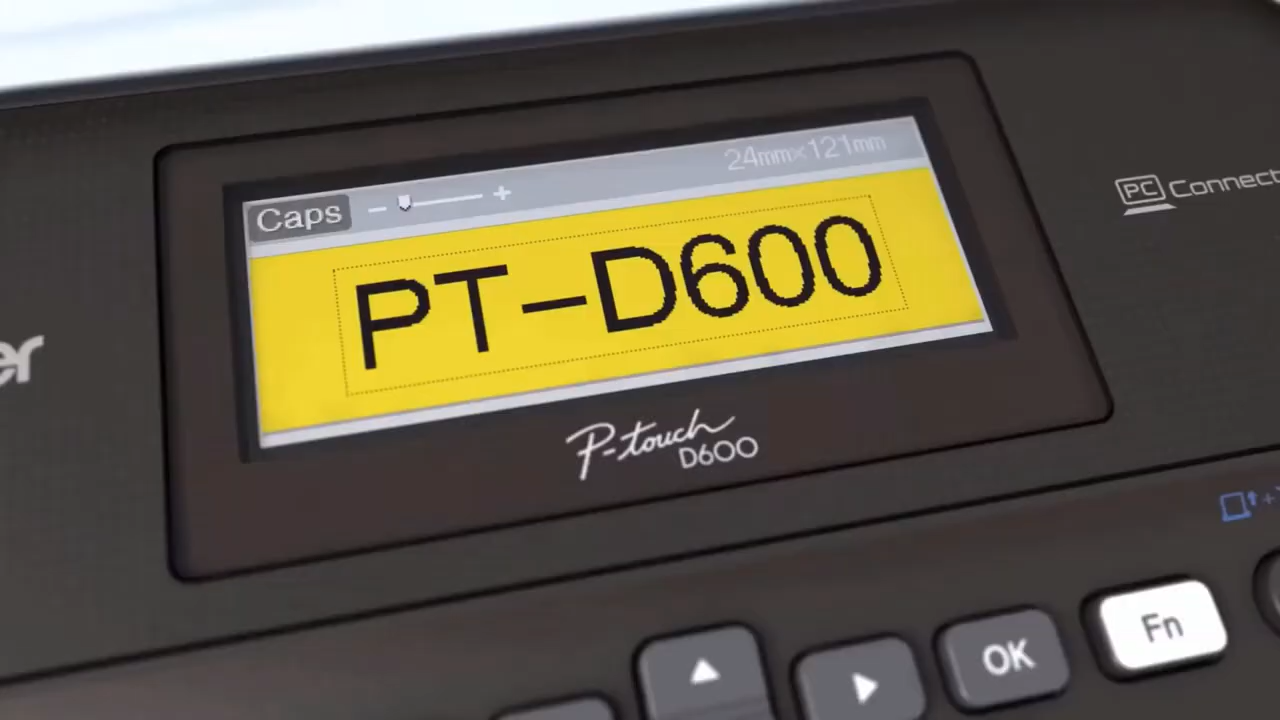 24mm×121mm
Caps
PT-D600
P-touch
D600
PC Connect
OK
Fn